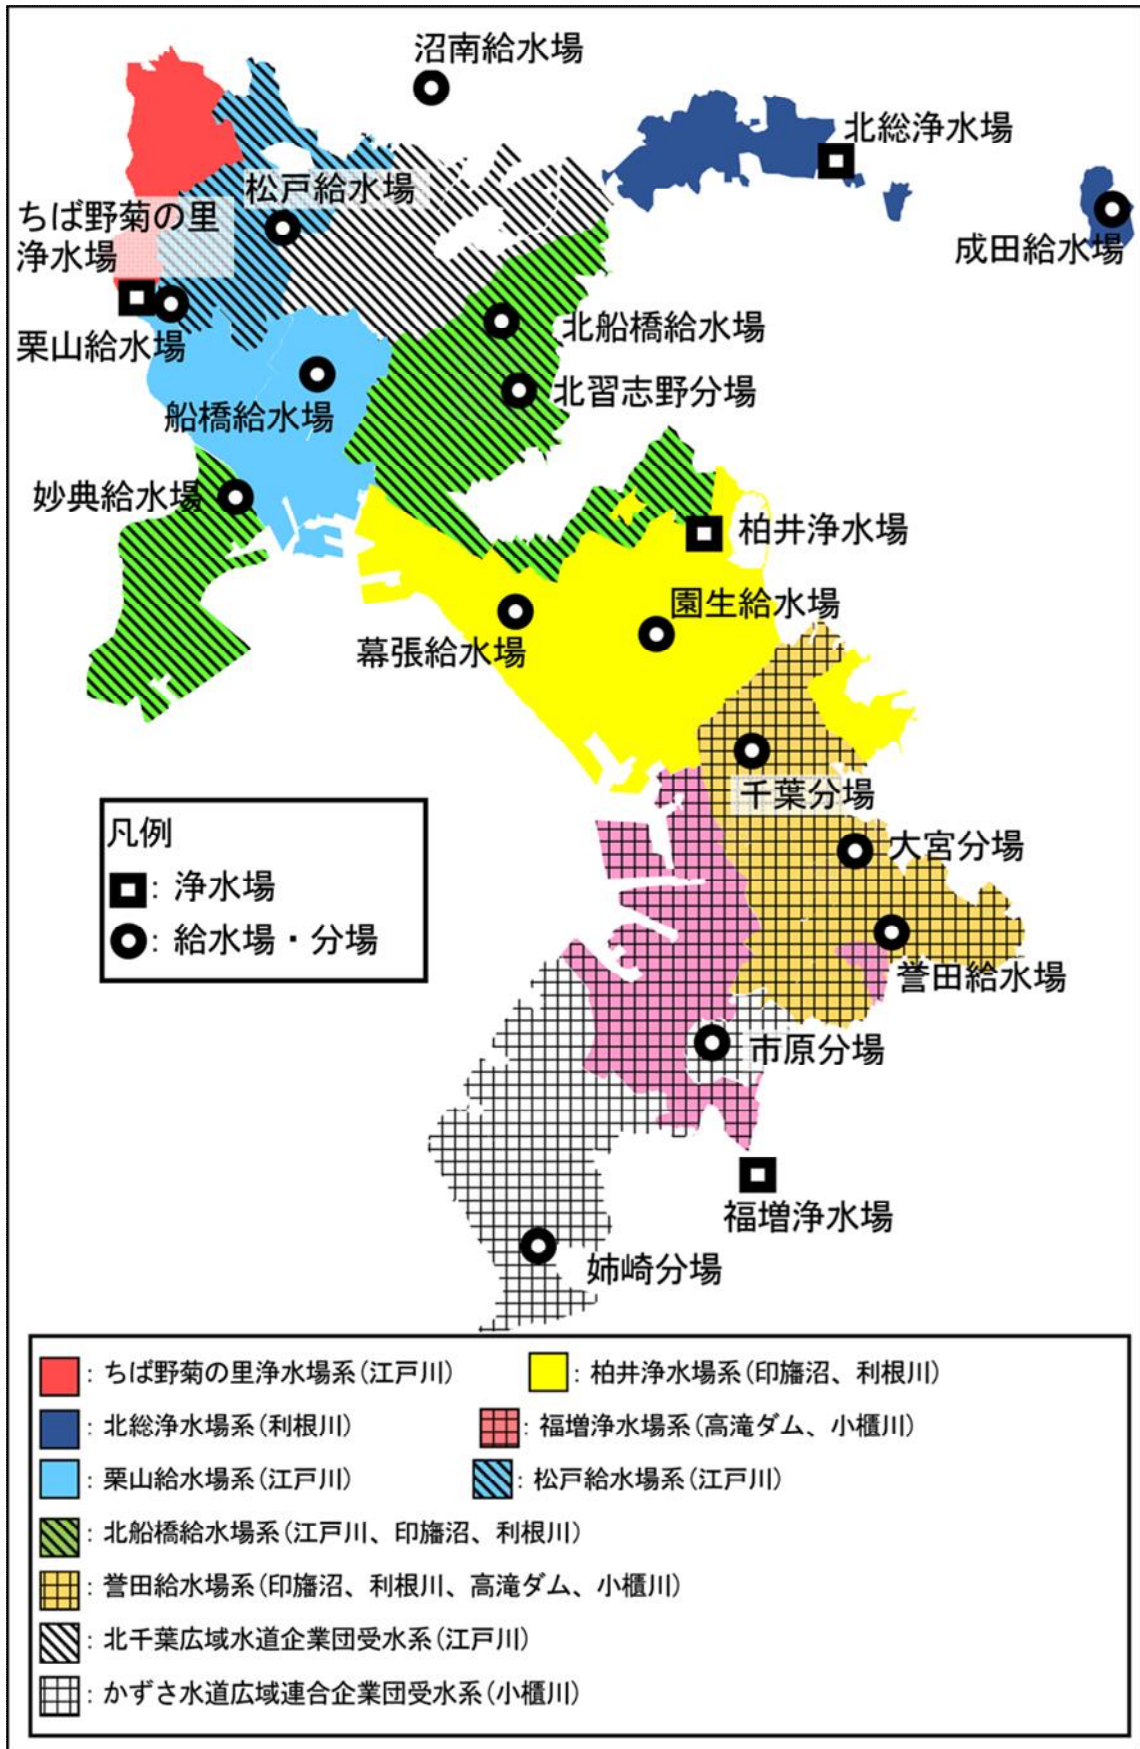 沼南給水場
北総浄水場
松戸給水場
ちば野菊の里
浄水場
成田給水場
栗山給水場
北船橋給水場
船橋給水場
北習志野分場
妙典給水場
柏井浄水場
園生給水場
幕張給水場
千葉分場
大宮分場
誉田給水場
市原分場
福増浄水場
姉崎分場
凡例
：浄水場
：給水場・分場
：ちば野菊の里浄水場系（江戸川）
：柏井浄水場系（印旛沼、利根川）
：北総浄水場系（利根川）
：福増浄水場系（高滝ダム、小櫃川）
：栗山給水場系（江戸川）
：松戸給水場系（江戸川）
：北船橋給水場系（江戸川、印旛沼、利根川）
：誉田給水場系（印旛沼、利根川、高滝ダム、小櫃川）
：北千葉広域水道企業団受水系（江戸川）
：かずさ水道広域連合企業団受水系（小櫃川）